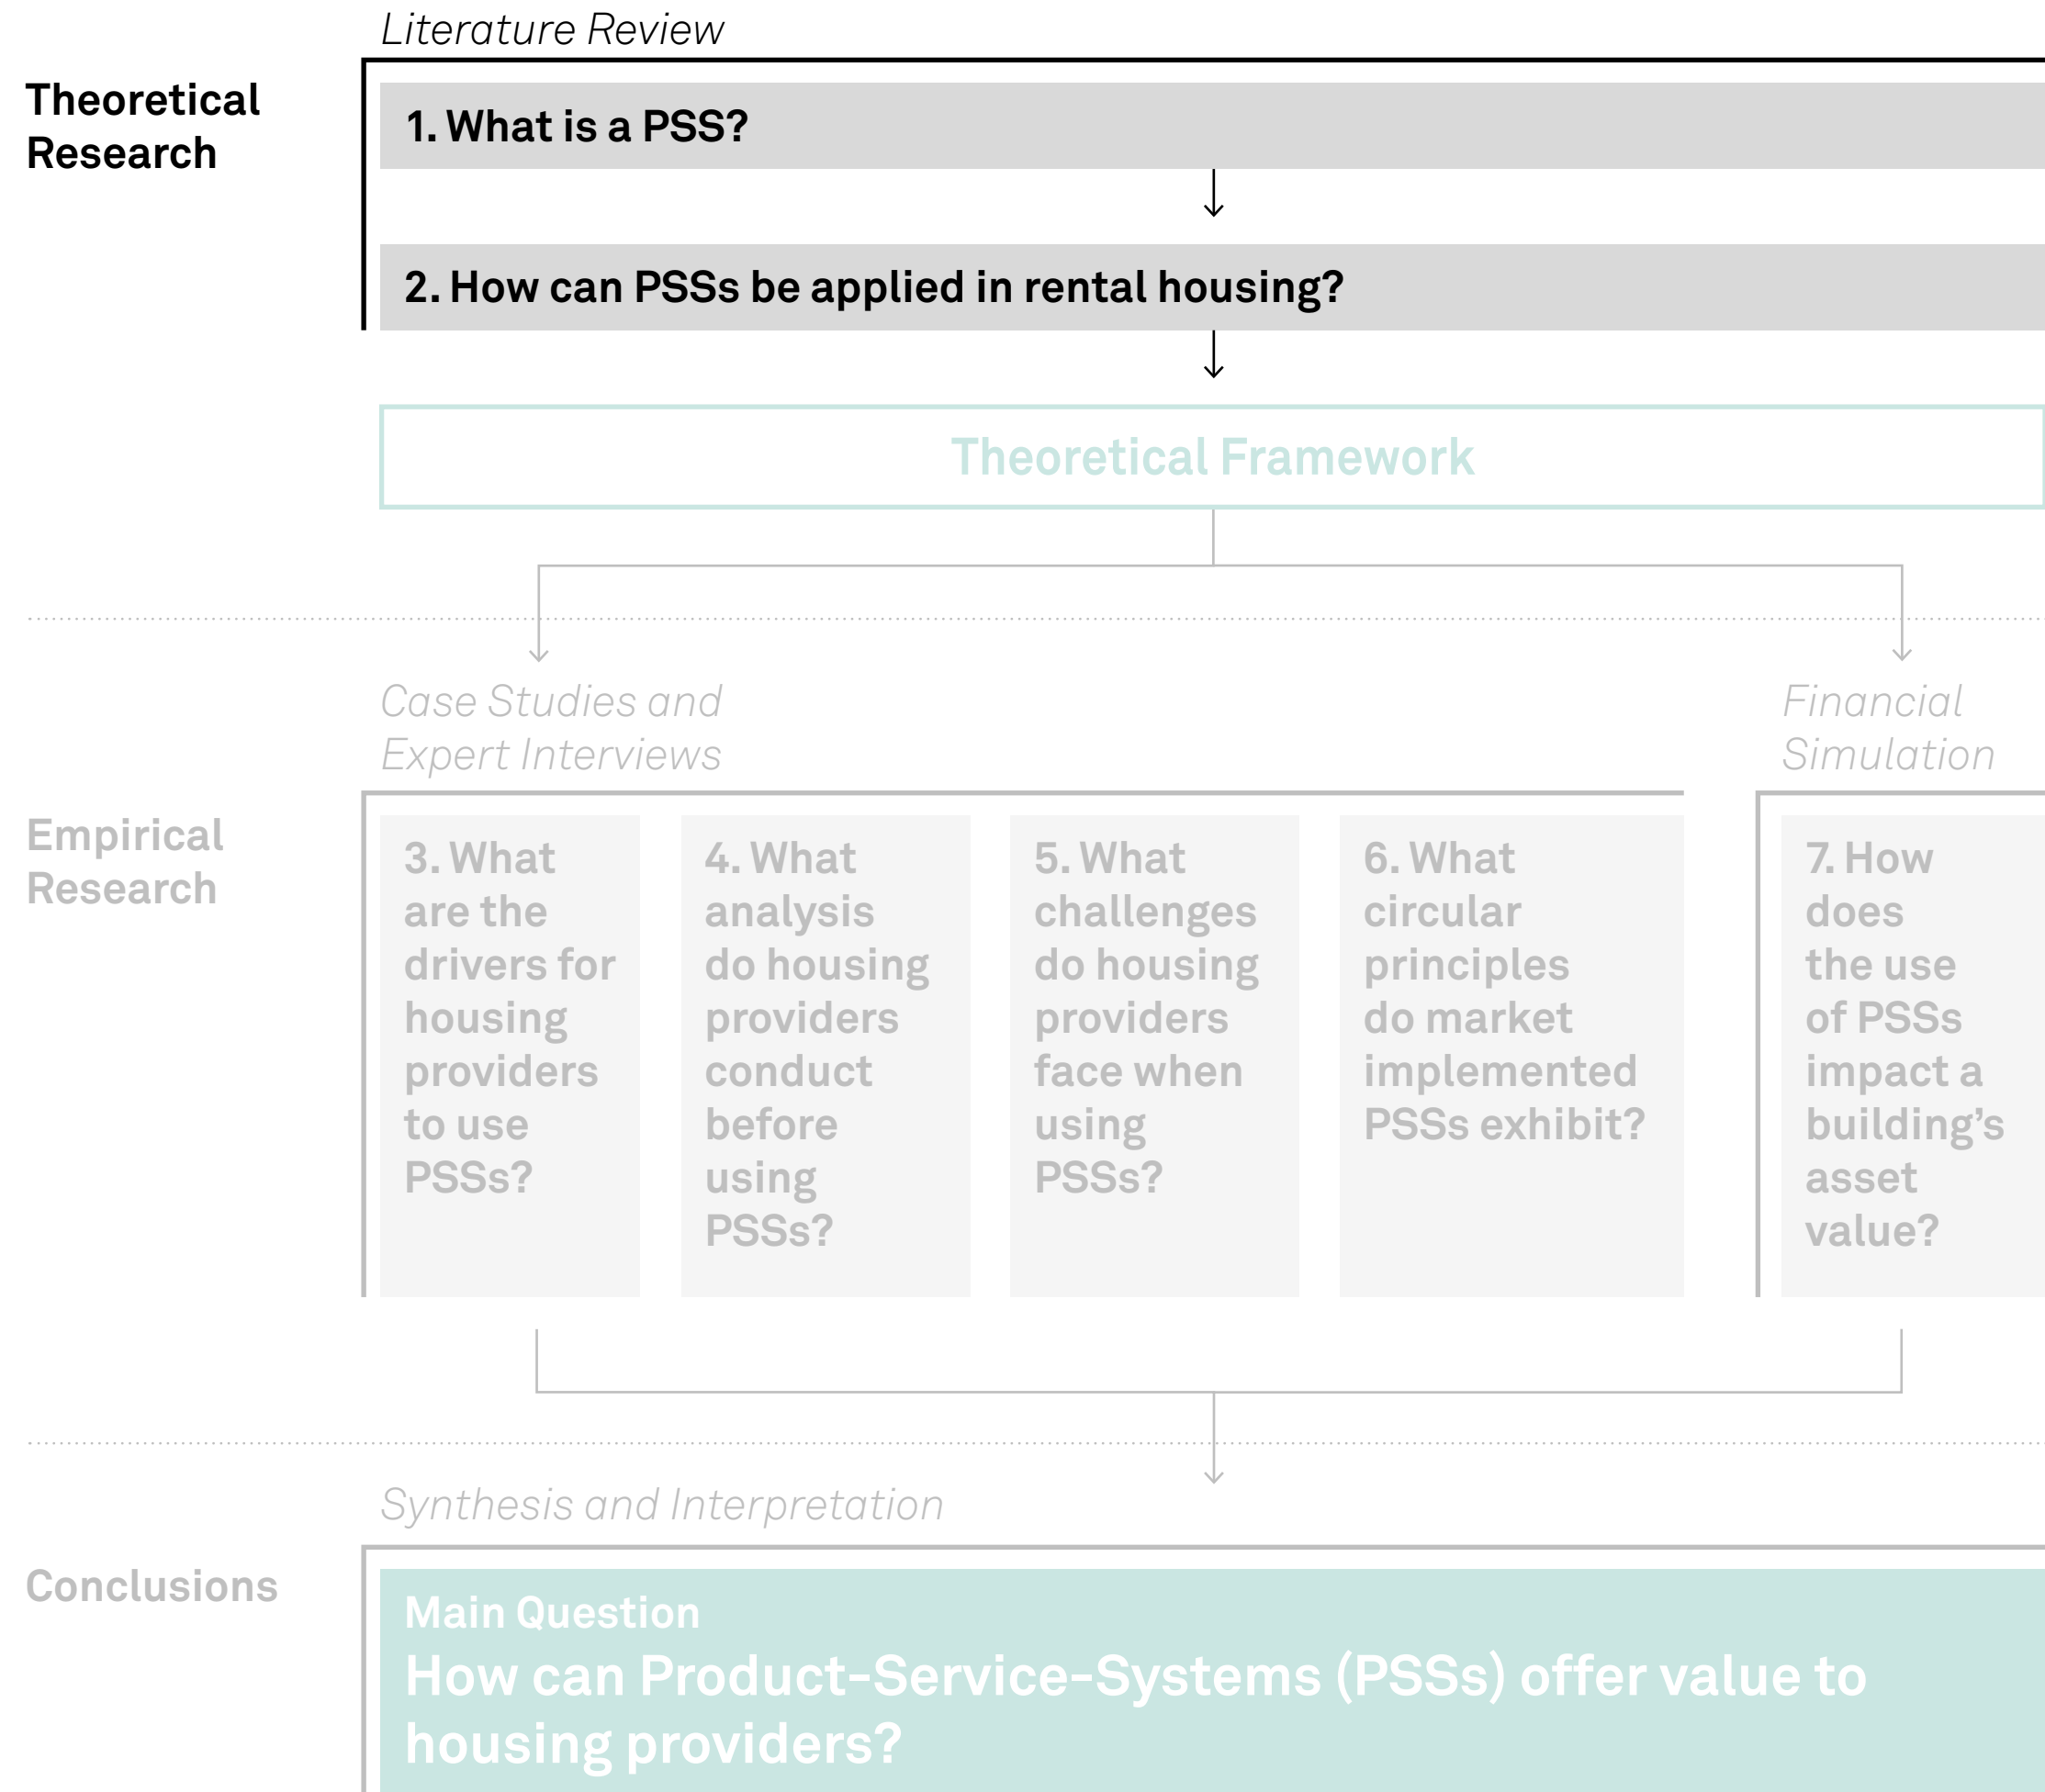 Literature Review
Theoretical
Research
1. What is a PSS?
2. How can PSSs be applied in rental housing?
Theoretical Framework
Case Studies and
Expert Interviews
Financial
Simulation
Empirical
Research
3. What
are the
drivers for
housing
providers
to use
PSSs?
4. What
analysis
do housing
providers
conduct
before
using
PSSs?
5. What
challenges
do housing
providers
face when
using
PSSs?
6. What
circular
principles
do market
implemented
PSSs exhibit?
7. How
does
the use
of PSSs
impact a
building’s
asset
value?
Synthesis and Interpretation
Conclusions
Main Question
How can Product-Service-Systems (PSSs) offer value to
housing providers?